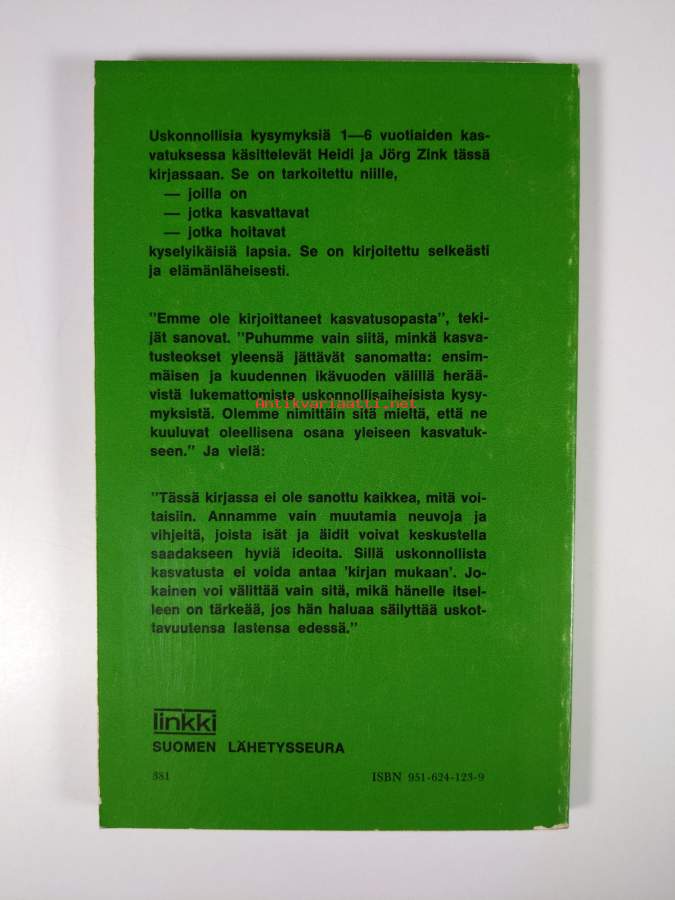 Uskonnollisia kysymyksiä 1—6 vuotiaiden kas-
vatuksessa käsittelevät Heidi ja Jörg Zink tässä
kirjassaan. Se on tarkoitettu niille,
— joilla on
— jotka kasvattavat
— jotka hoitavat
kyselyikäisiä lapsia. Se on kirjoitettu selkeästi
ja elämänläheisesti.
"Emme ole kirjoittaneet kasvatusopasta", teki-
jät sanovat. "Puhumme vain siitä, minkä kasva-
tusteokset yleensä jättävät sanomatta: ensim-
mäisen ja kuudennen ikävuoden välillä herää-
vistä lukemattomista uskonnollisaiheisista kysy-
Antikvariaatti.net
myksistä. Olemme nimittäin sitä mieltä, että ne
kuuluvat oleellisena osana yleiseen kasvatuk-
seen." Ja vielä:
"Tässä kirjassa ei ole sanottu kaikkea, mitä voi-
taisiin. Annamme vain muutamia neuvoja ja
vihjeitä, joista isät ja äidit voivat keskustella
saadakseen hyviä ideoita. Sillä uskonnollista
kasvatusta ei voida antaa 'kirjan mukaan'. Jo-
kainen voi välittää vain sitä, mikä hänelle itsel-
leen on tärkeää, jos hän haluaa säilyttää uskot-
tavuutensa lastensa edessä."
linkki
SUOMEN LÄHETYSSEURA
381
ISBN 951-624-123-9